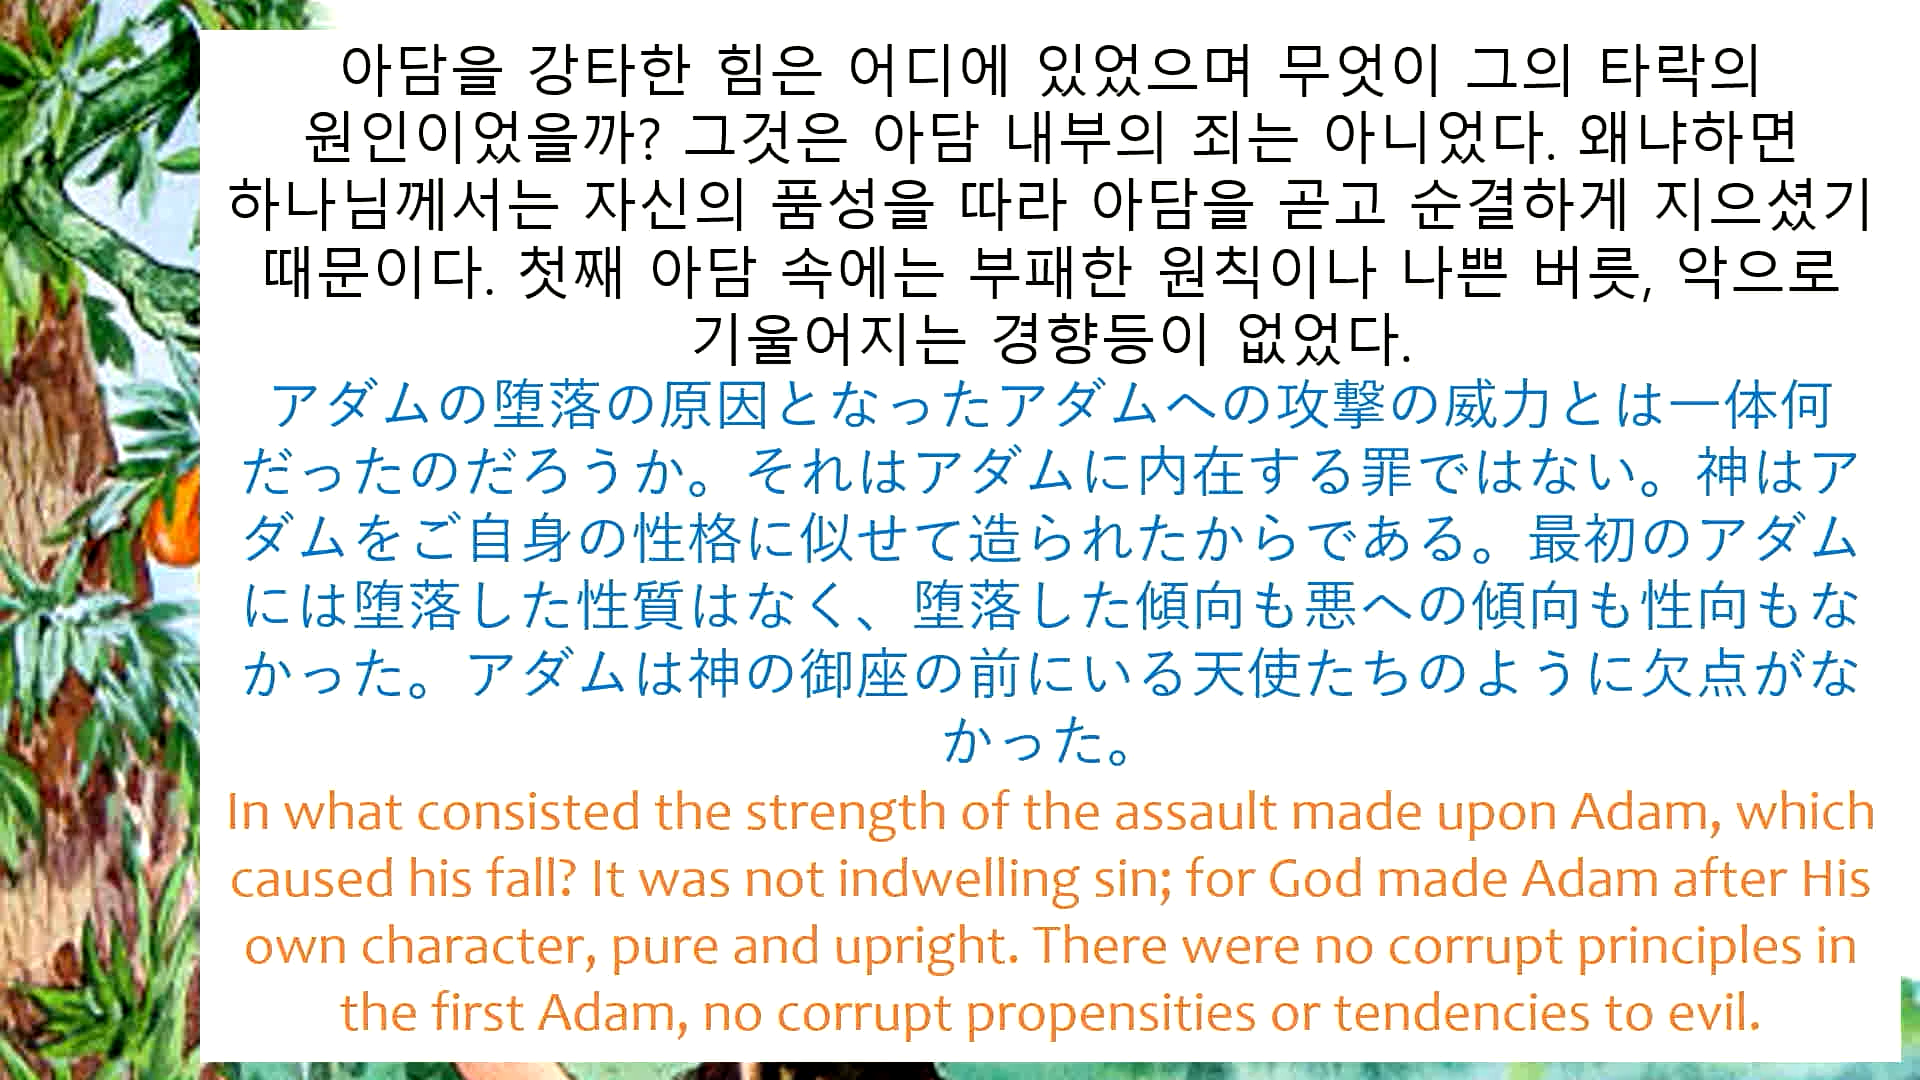 아담을 강타한 힘은 어디에 있었으며 무엇이 그의 타락의
원인이었을까? 그것은 아담 내부의 죄는 아니었다. 왜냐하면
하나님께서는 자신의 품성을 따라 아담을 곧고 순결하게 지으셨기
때문이다. 첫째 아담 속에는 부패한 원칙이나 나쁜 버릇, 악으로
기울어지는 경향등이 없었다.
アダムの堕落の原因となったアダムへの攻撃の威力とは一体何
だったのだろうか。それはアダムに内在する罪ではない。神はア
ダムをご自身の性格に似せて造られたからである。最初のアダム
には堕落した性質はなく、堕落した傾向も悪への傾向も性向もな
かった。アダムは神の御座の前にいる天使たちのように欠点がな
かった。
In what consisted the strength of the assault made upon Adam, which
caused his fall? It was not indwelling sin; for God made Adam after His
own character, pure and upright. There were no corrupt principles in
the first Adam, no corrupt propensities or tendencies to evil.